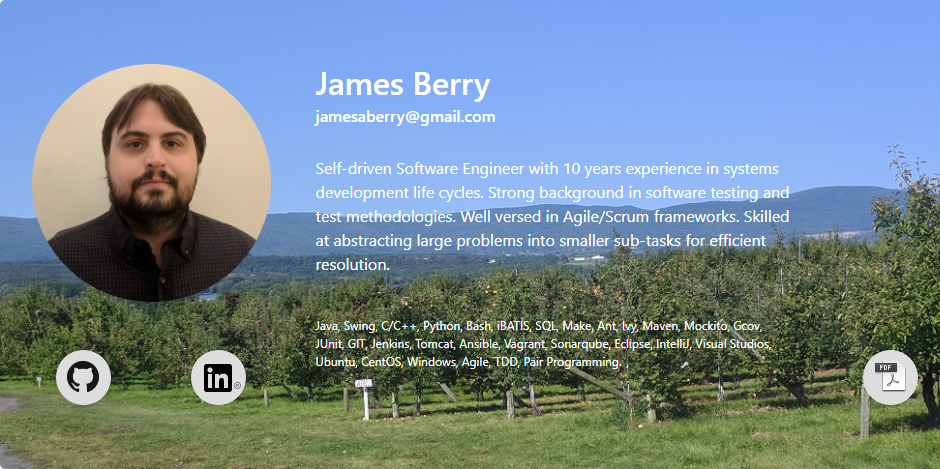 James Berry
jamesaberry@gmail.com
Self-driven Software Engineer with 10 years experience in systems
development life cycles. Strong background in software testing and
test methodologies. Well versed in Agile/Scrum frameworks. Skilled
at abstracting large problems into smaller sub-tasks for efficient
resolution.
Java, Swing, C/C++, Python, Bash, iBATIS, SQL, Make, Ant, Ivy, Maven, Mockito, Gcov,
JUnit, GIT, Jenkins, Tomcat, Ansible, Vagrant, Sonarqube, Eclipse, IntelliJ, Visual Studios,
Ubuntu, CentOS, Windows, Agile, TDD, Pair Programming.
in®
PDF